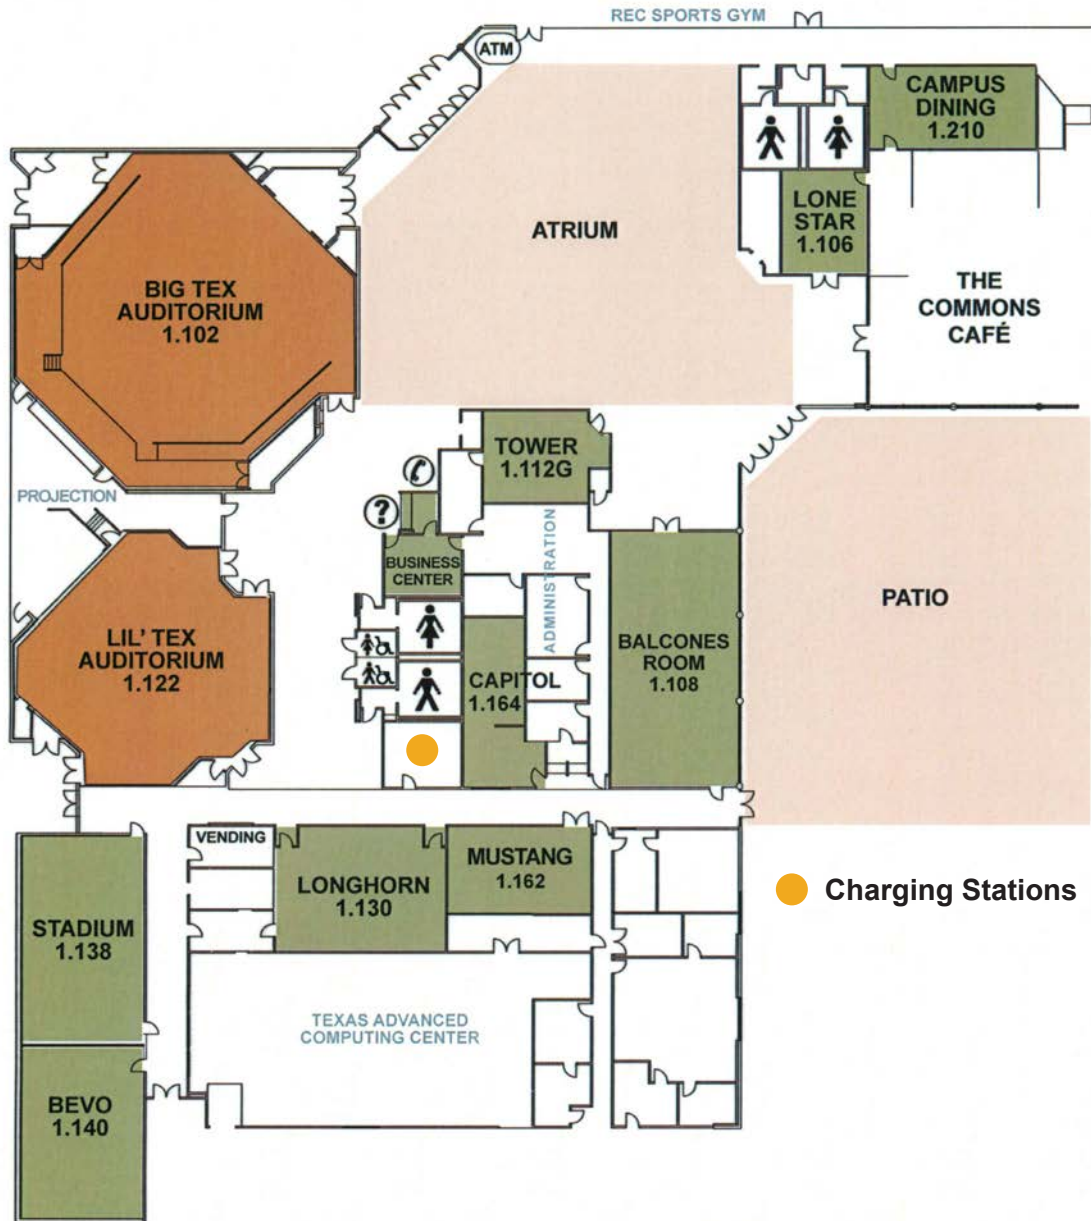 REC SPORTS GYM
ATM
CAMPUS
DINING
1.210
LONE
STAR
1.106
ATRIUM
THE
COMMONS
CAFÉ
BIG TEX
AUDITORIUM
1.102
TOWER
1.112G
PROJECTION
?
BUSINESS
CENTER
ADMINISTRATION
PATIO
LIL' TEX
AUDITORIUM
1.122
CAPITOL
1.164
BALCONES
ROOM
1.108
VENDING
LONGHORN
1.130
MUSTANG
1.162
Charging Stations
STADIUM
1.138
TEXAS ADVANCED
COMPUTING CENTER
BEVO
1.140